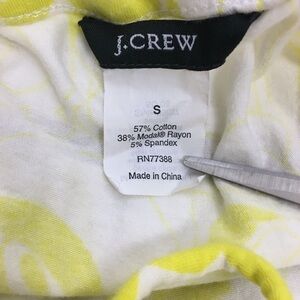 J.CREW
S
57% Cotton
38% Modal® Rayon
5% Spandex
RN77388
Made in China